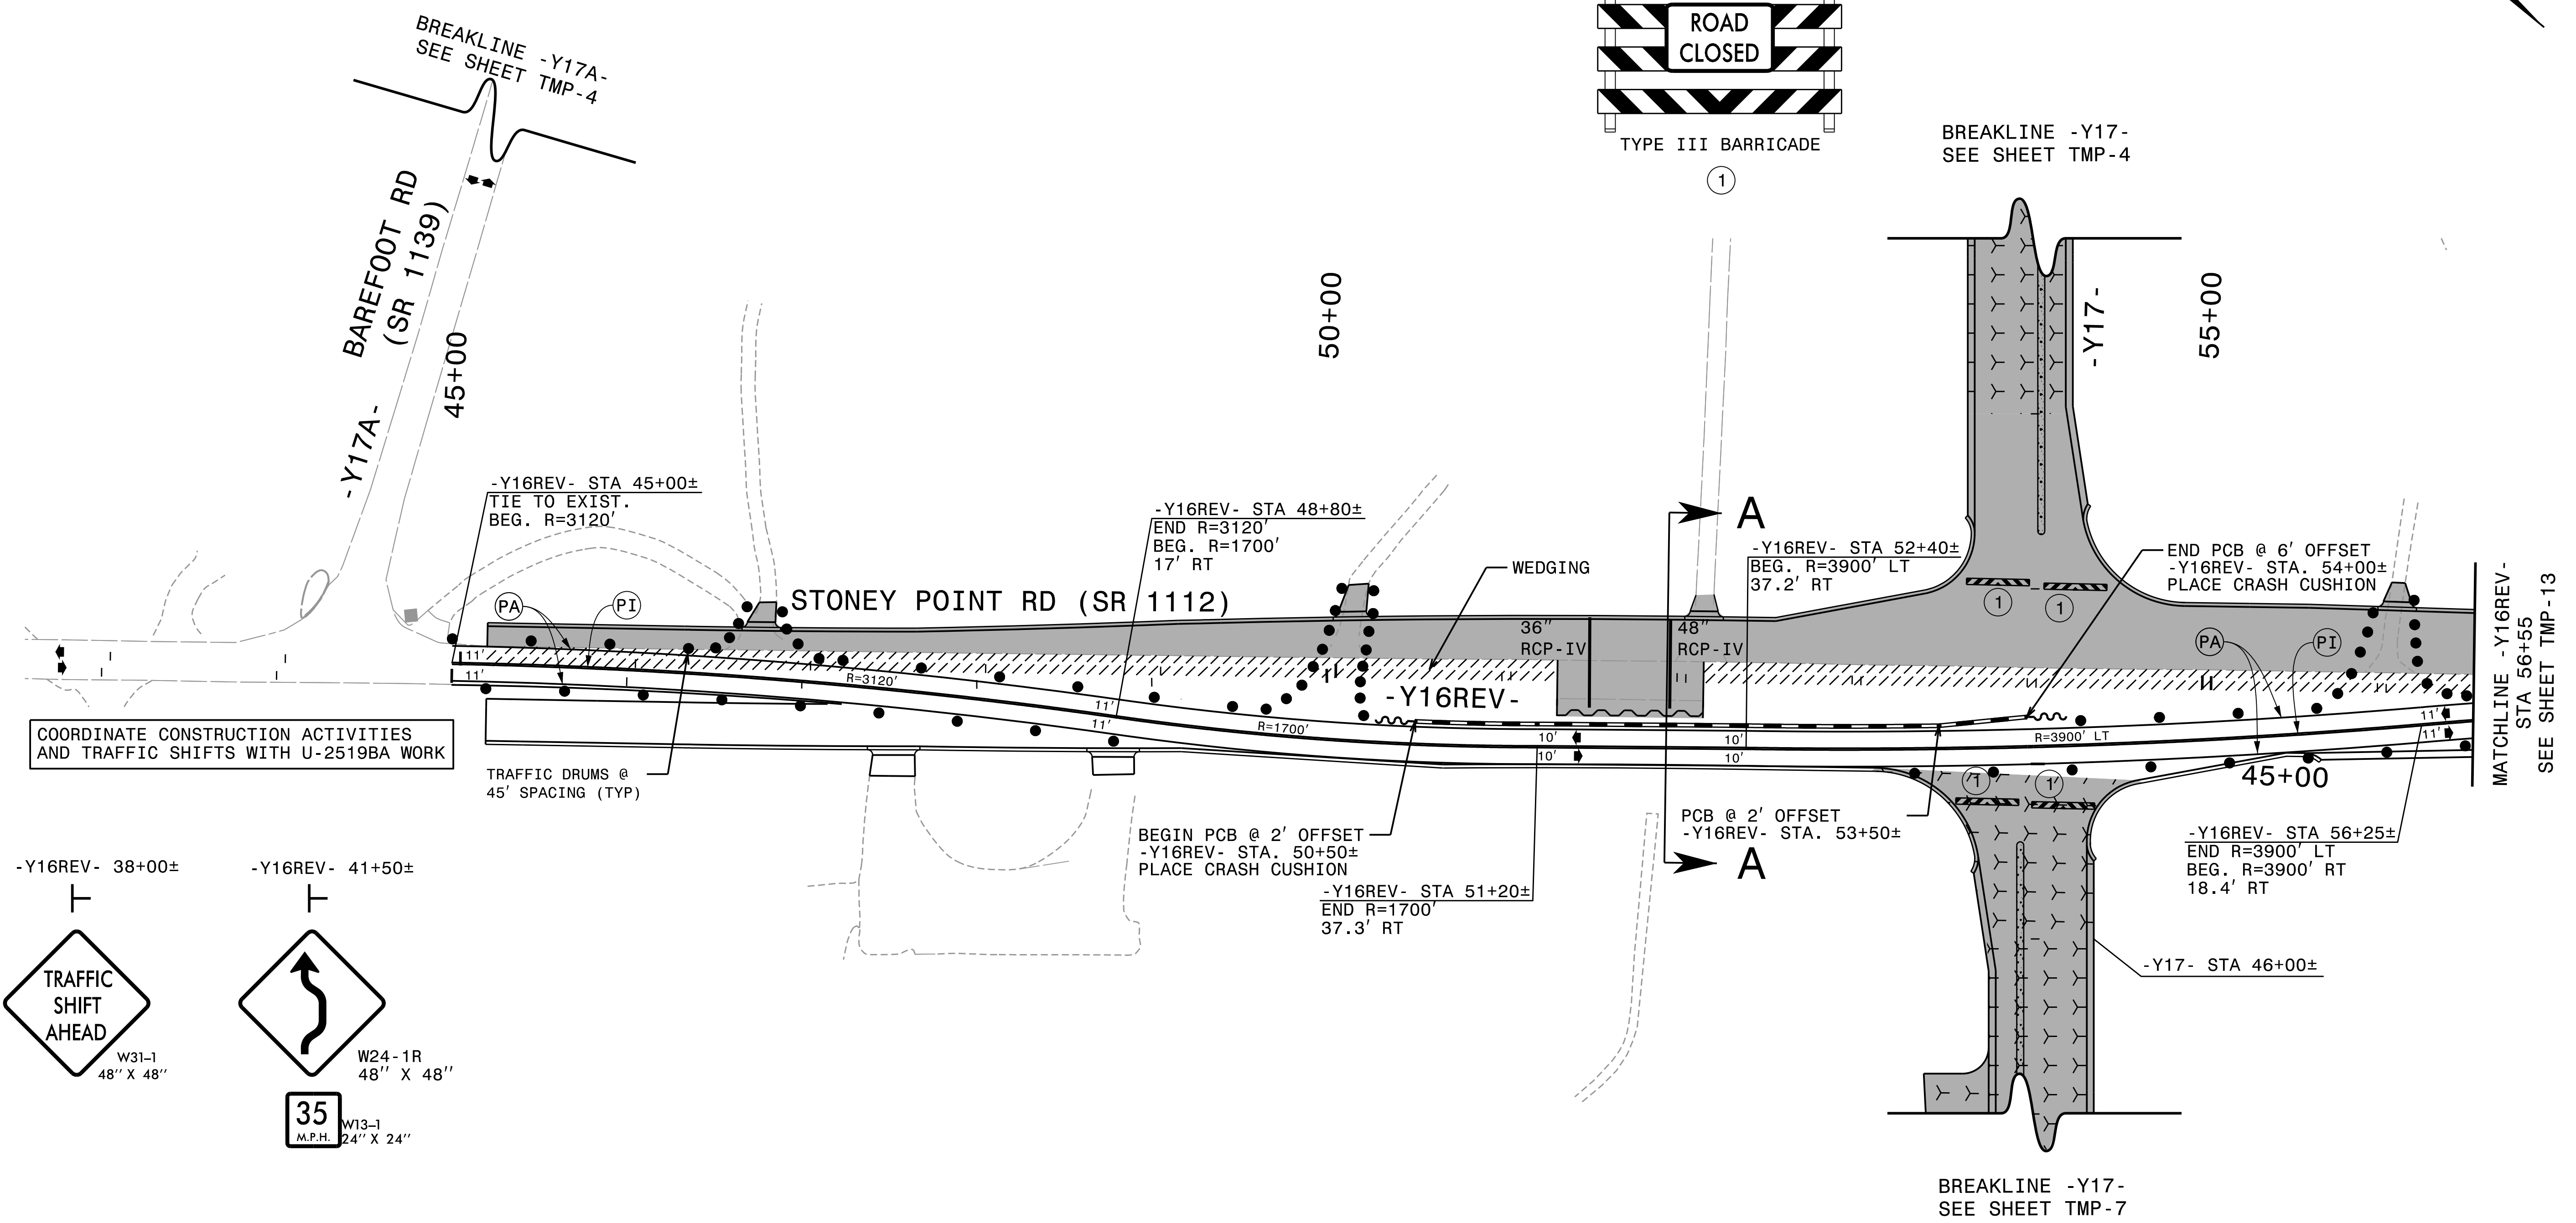 BREAKLINE -Y17A-
SEE SHEET TMP-4
ROAD
CLOSED
TYPE III BARRICADE
1
BREAKLINE -Y17-
SEE SHEET TMP-4
BAREFOOT RD
(SR 1139)
-Y17A-
45+00
50+00
-Y17-
55+00
-Y16REV- STA 45+00±
TIE TO EXIST.
BEG. R=3120'
-Y16REV- STA 48+80±
END R=3120'
BEG. R=1700'
17' RT
WEDGING
A
-Y16REV- STA 52+40±
BEG. R=3900' LT
37.2' RT
END PCB @ 6' OFFSET
-Y16REV- STA. 54+00±
PLACE CRASH CUSHION
1
1
PA
PI
STONEY POINT RD (SR 1112)
36"
RCP-IV
48"
RCP-IV
PA
PI
11'
11'
R=3120'
11'
11'
-Y16REV-
R=1700'
10'
10'
10'
10'
R=3900' LT
11'
11'
MATCHLINE -Y16REV-
STA 56+55
SEE SHEET TMP-13
COORDINATE CONSTRUCTION ACTIVITIES
AND TRAFFIC SHIFTS WITH U-2519BA WORK
TRAFFIC DRUMS @
45' SPACING (TYP)
1
1
45+00
BEGIN PCB @ 2' OFFSET
-Y16REV- STA. 50+50±
PLACE CRASH CUSHION
PCB @ 2' OFFSET
-Y16REV- STA. 53+50±
A
-Y16REV- STA 51+20±
END R=1700'
37.3' RT
-Y16REV- STA 56+25±
END R=3900' LT
BEG. R=3900' RT
18.4' RT
-Y17- STA 46+00±
-Y16REV- 38+00±
-Y16REV- 41+50±
TRAFFIC
SHIFT
AHEAD
W31-1
48" X 48"
W24-1R
48" X 48"
35
M.P.H.
W13-1
24" X 24"
BREAKLINE -Y17-
SEE SHEET TMP-7